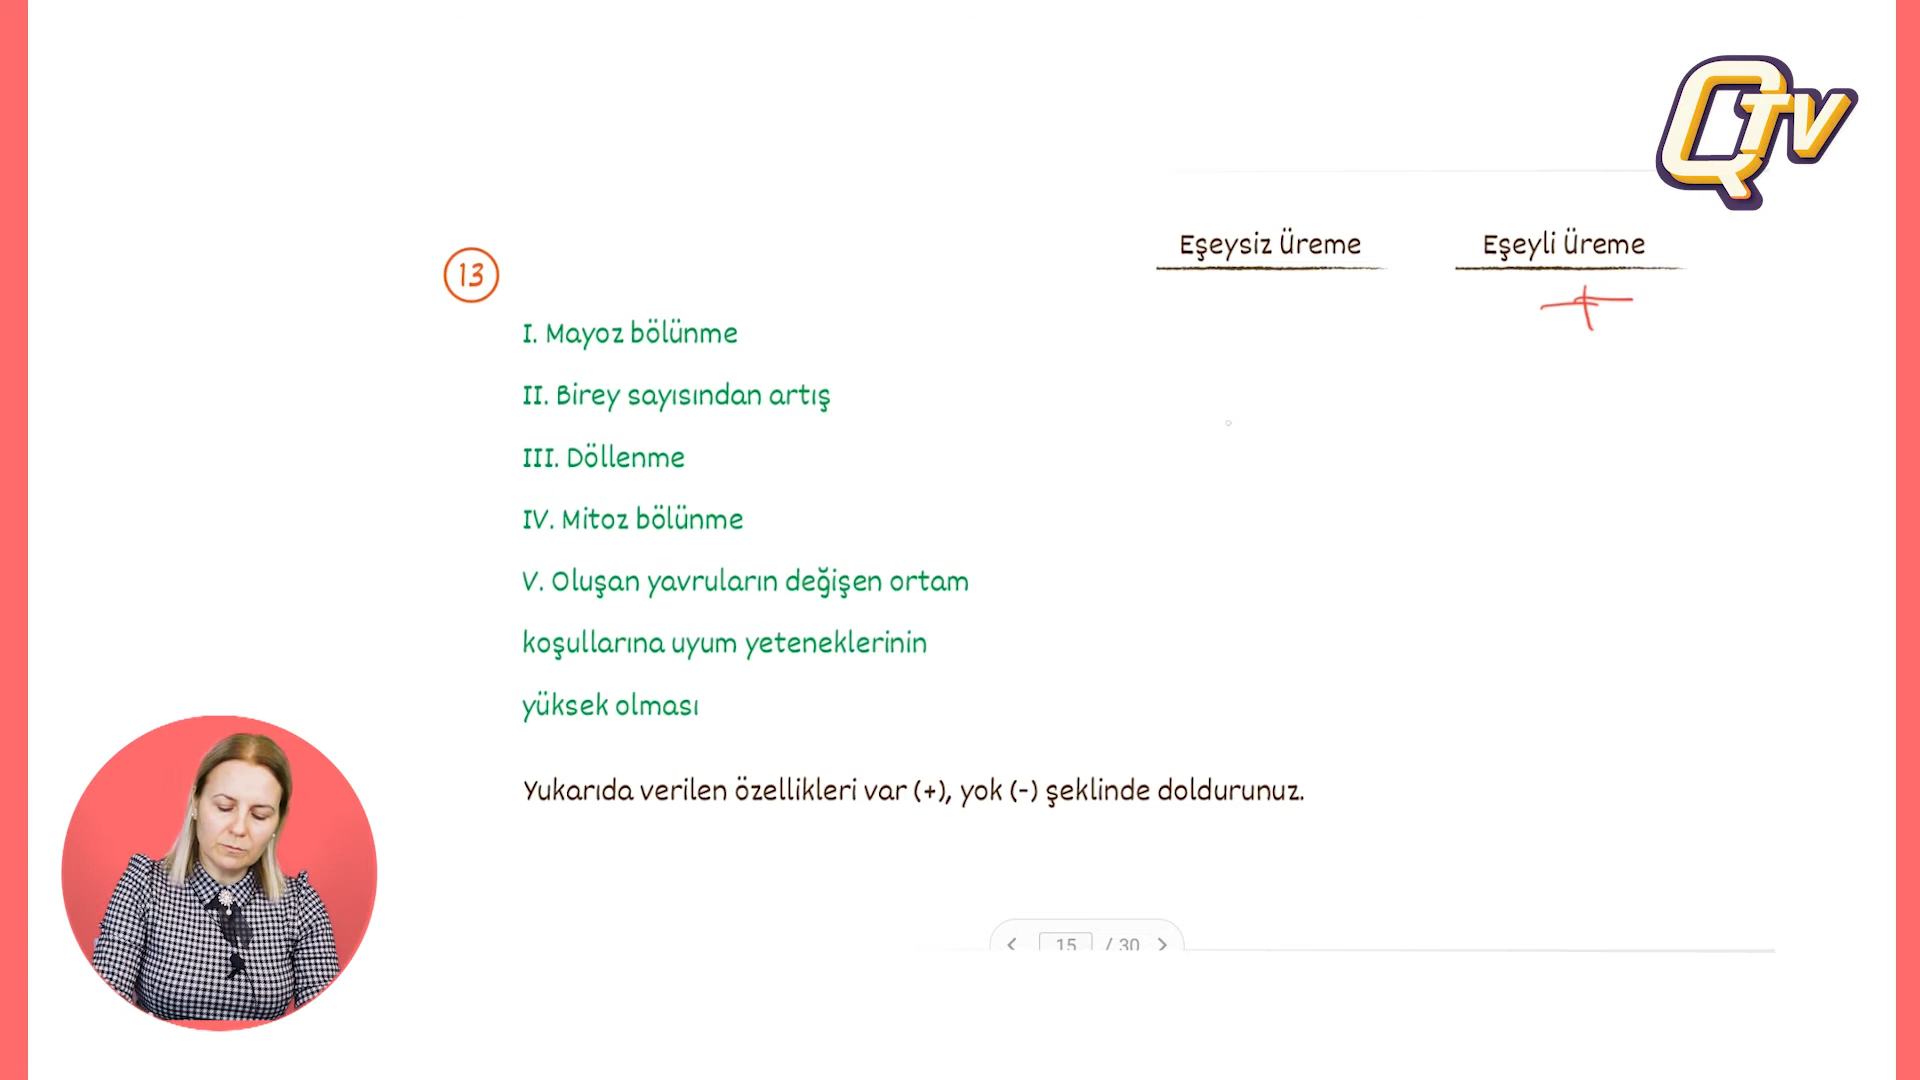 QTV
Eşeysiz Üreme
Eşeyli Üreme
13
+
I. Mayoz bölünme
II. Birey sayısından artış
III. Döllenme
IV. Mitoz bölünme
V. Oluşan yavruların değişen ortam
koşullarına uyum yeteneklerinin
yüksek olması
Yukarıda verilen özellikleri var (+), yok (-) şeklinde doldurunuz.
< 15 / 30 >